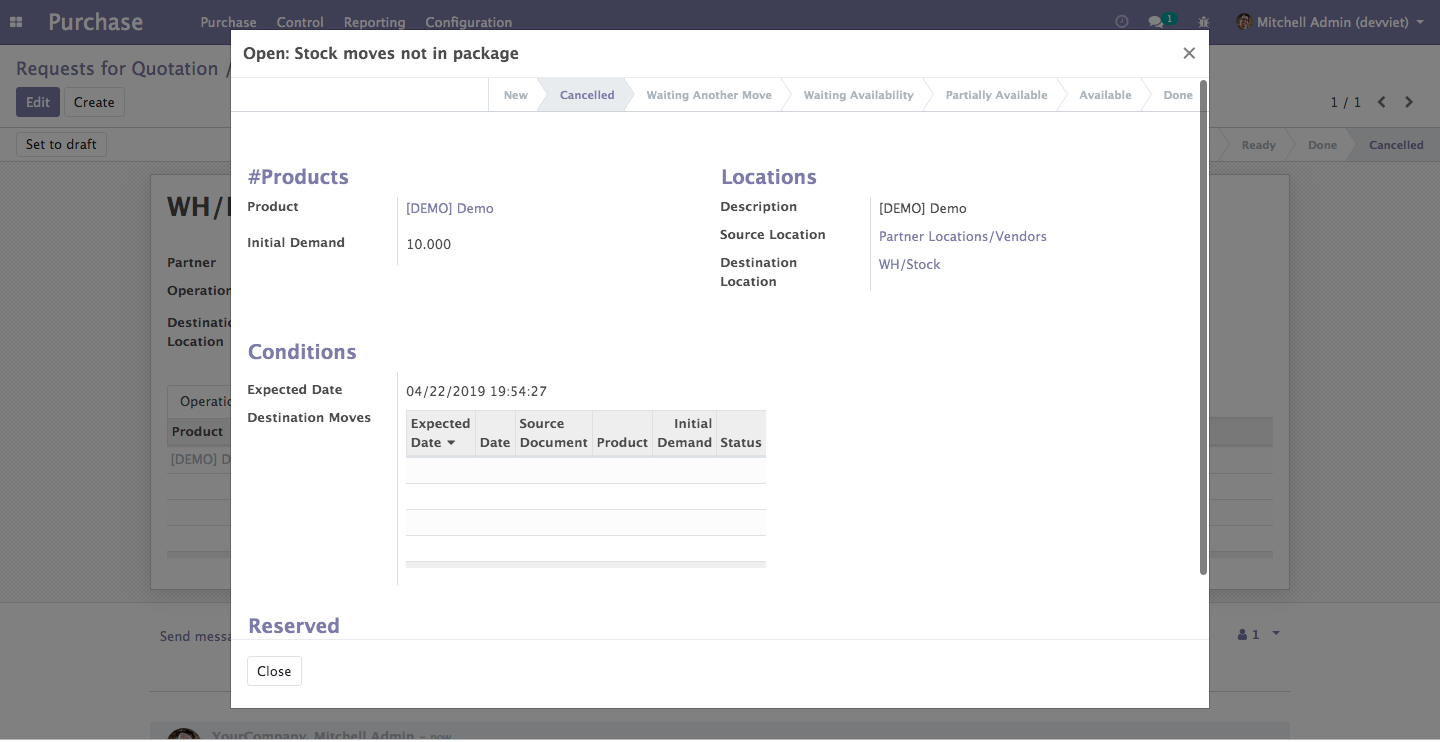 Purchase
Purchase Control Reporting Configuration
1
Mitchell Admin (devviet)
Requests for Quotation /
Edit
Create
1 / 1
Set to draft
Ready
Done
Cancelled
Open: Stock moves not in package
×
New
Cancelled
Waiting Another Move
Waiting Availability
Partially Available
Available
Done
#Products
Product
[DEMO] Demo
Initial Demand
10.000
Locations
Description
[DEMO] Demo
Source Location
Partner Locations/Vendors
Destination
Location
WH/Stock
Conditions
Expected Date
04/22/2019 19:54:27
Destination Moves
Expected
Date
Date
Source
Document
Product
Initial
Demand
Status
Reserved
Close
WH/
Partner
Operation
Destinatio
Location
Operatio
Product
[DEMO] D
Send messa
1
YourCompany, Mitchell Admin - now